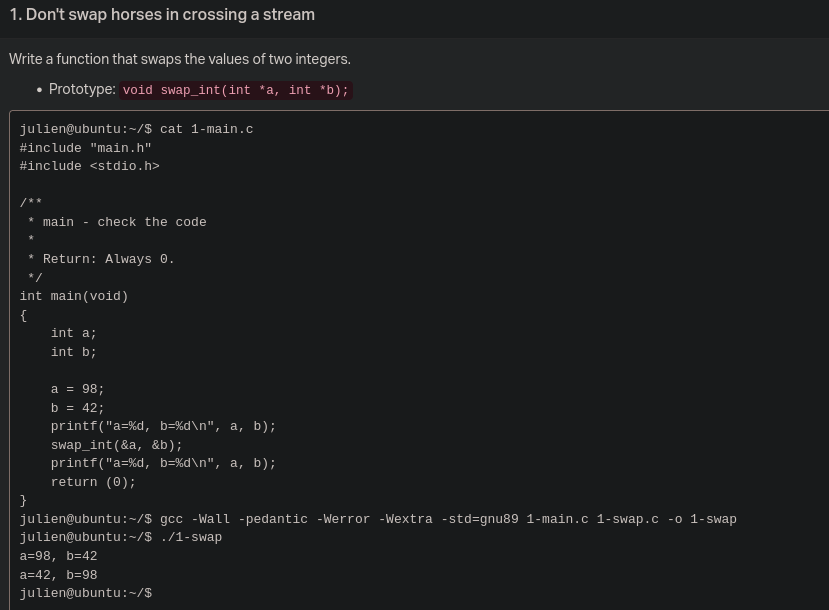 1. Don't swap horses in crossing a stream
Write a function that swaps the values of two integers.
• Prototype: void swap_int(int *a, int *b);
julien@ubuntu:~/$ cat 1-main.c
#include "main.h"
#include <stdio.h>

/**
 * main - check the code
 *
 * Return: Always 0.
 */
int main(void)
{
    int a;
    int b;

    a = 98;
    b = 42;
    printf("a=%d, b=%d\n", a, b);
    swap_int(&a, &b);
    printf("a=%d, b=%d\n", a, b);
    return (0);
}
julien@ubuntu:~/$ gcc -Wall -pedantic -Werror -Wextra -std=gnu89 1-main.c 1-swap.c -o 1-swap
julien@ubuntu:~/$ ./1-swap
a=98, b=42
a=42, b=98
julien@ubuntu:~/$